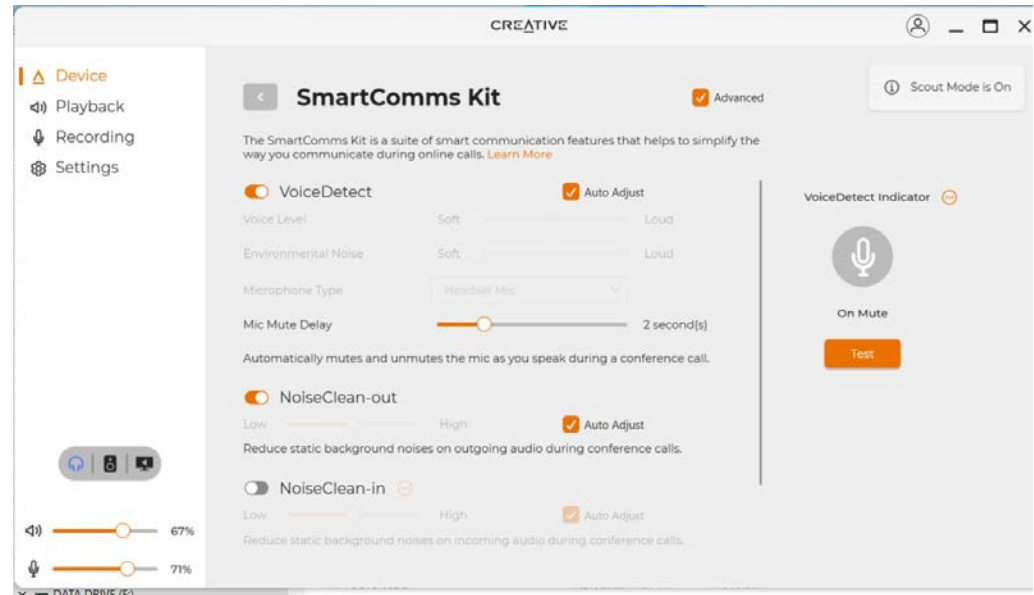 CREATIVE
Device
Playback
Recording
Settings
SmartComms Kit
Advanced
Scout Mode is On
The SmartComms Kit is a suite of smart communication features that helps to simplify the
way you communicate during online calls. Learn More
VoiceDetect
Auto Adjust
Voice Level
Soft
Loud
Environmental Noise
Soft
Loud
Microphone Type
Headset Mic
Mic Mute Delay
2 second(s)
Automatically mutes and unmutes the mic as you speak during a conference call.
VoiceDetect Indicator
On Mute
Test
NoiseClean-out
Low
High
Auto Adjust
Reduce static background noises on outgoing audio during conference calls.
NoiseClean-in
Low
High
Auto Adjust
Reduce static background noises on incoming audio during conference calls.
67%
71%
DATA DRIVE (F:)